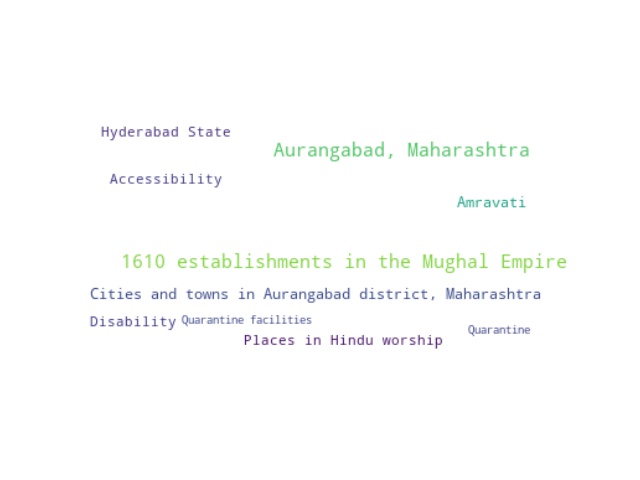 Hyderabad State
Aurangabad, Maharashtra
Accessibility
Amravati
1610 establishments in the Mughal Empire
Cities and towns in Aurangabad district, Maharashtra
Disability
Quarantine facilities
Quarantine
Places in Hindu worship